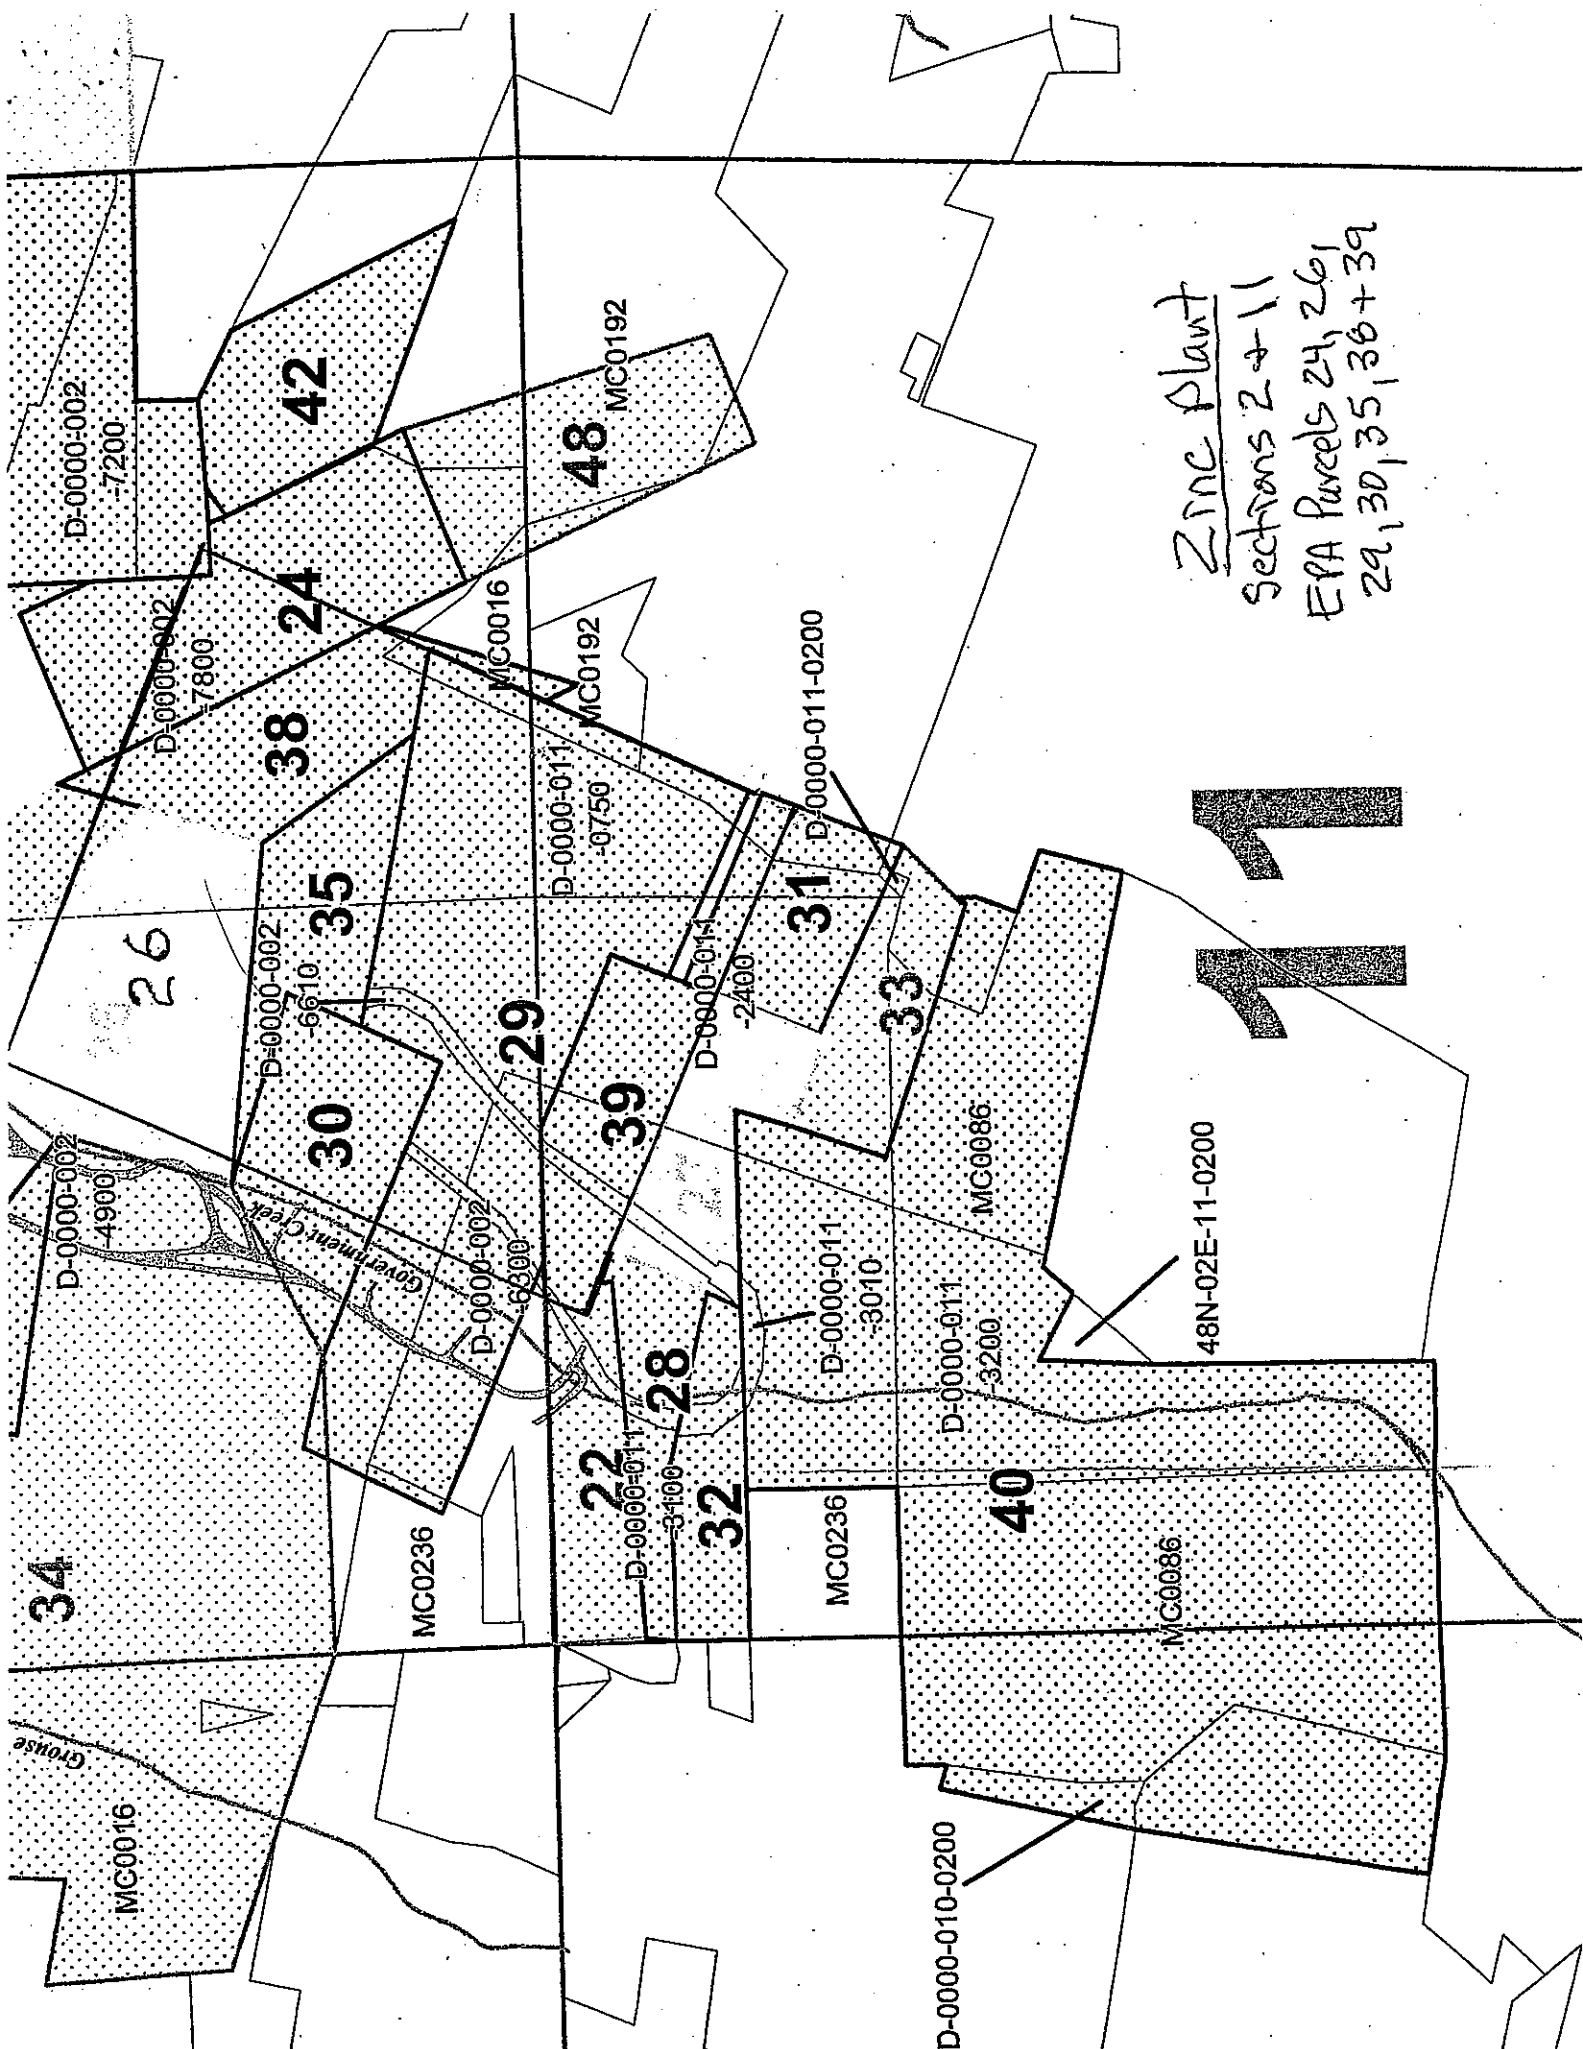 Zinc Plant
Sections 2 + 11
EPA Parcels 24, 26,
29, 30, 35, 38 + 39
D-0000-002
-7200
42
48
MC0192
D-0000-002
-7800
24
38
MC0016
MC0192
D-0000-011
-0750
D-0000-011-0200
26
D-0000-002
-6610
35
31
D-0000-011
-2400
33
11
D-0000-002
-4900
30
29
39
Government Creek
D-0000-002
-6300
MC0086
D-0000-011
-3010
D-0000-011
-3200
48N-02E-11-0200
34
28
22
D-0000-011
-3100
32
MC0236
MC0236
40
MC0086
Grouse
MC0016
D-0000-010-0200